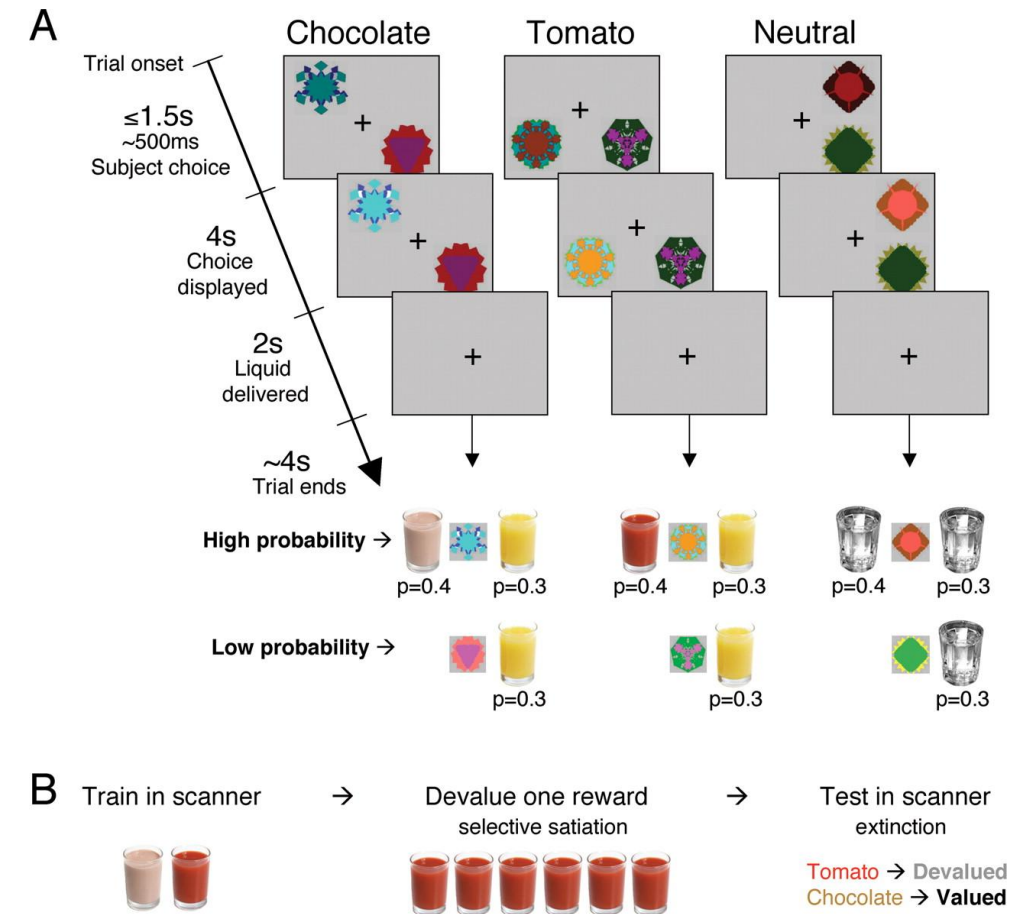 A
Chocolate Tomato Neutral
Trial onset
≤1.5s
~500ms
Subject choice
+ + +
4s
Choice
displayed
+ + +
2s
Liquid
delivered
+ + +
~4s
Trial ends
High probability →
p=0.4 p=0.3 p=0.4 p=0.3 p=0.4 p=0.3
Low probability →
p=0.3 p=0.3 p=0.3
B
Train in scanner → Devalue one reward → Test in scanner
selective satiation extinction
Tomato → Devalued
Chocolate → Valued